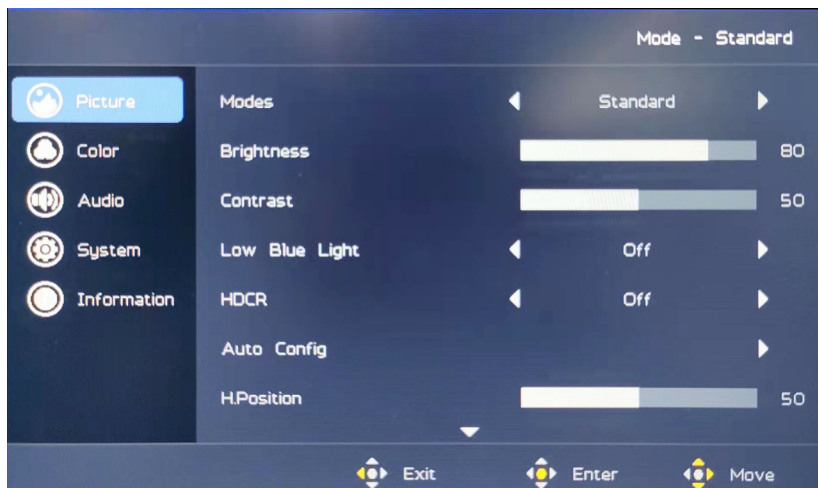 Mode - Standard
Picture Modes Standard
Color Brightness 80
Audio Contrast 50
System Low Blue Light Off
Information HDCR Off
Auto Config
H.Position 50
Exit Enter Move